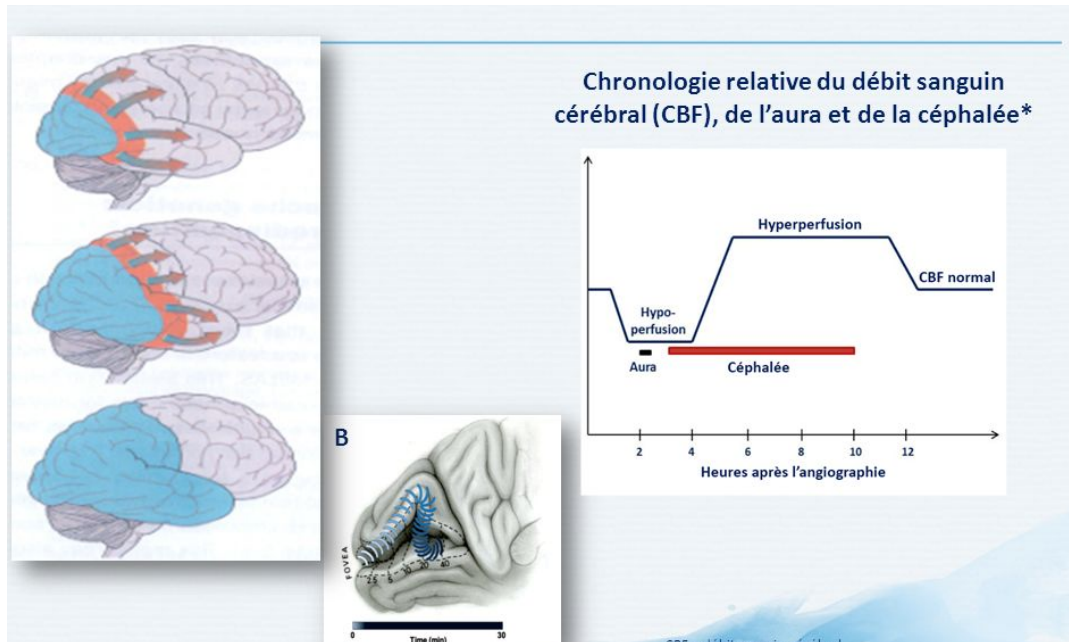 Chronologie relative du débit sanguin
cérébral (CBF), de l'aura et de la céphalée*
Hyperperfusion
CBF normal
Hypo-
perfusion
Aura
Céphalée
2 4 6 8 10 12
Heures après l'angiographie
B
FOVEA
0 30
Time (min)